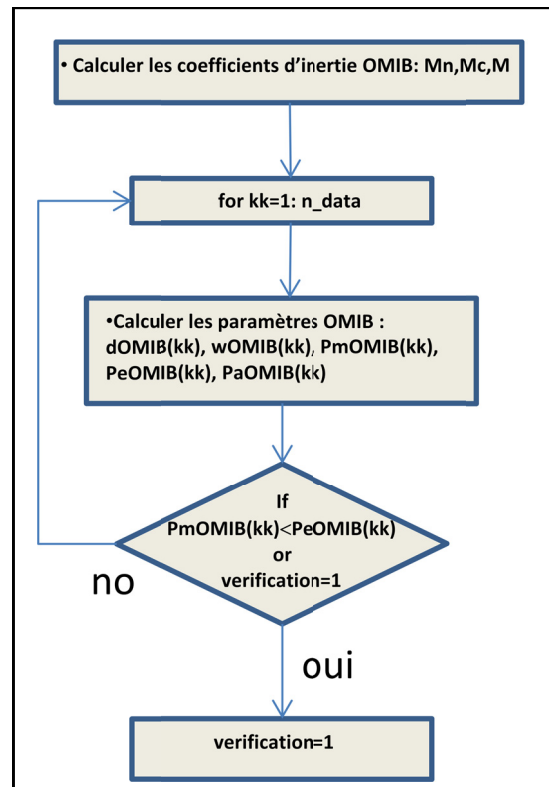 • Calculer les coefficients d'inertie OMIB: Mn,Mc,M
for kk=1: n_data
•Calculer les paramètres OMIB :
dOMIB(kk), wOMIB(kk), PmOMIB(kk),
PeOMIB(kk), PaOMIB(kk)
If
PmOMIB(kk)<PeOMIB(kk)
or
verification=1
no
oui
verification=1